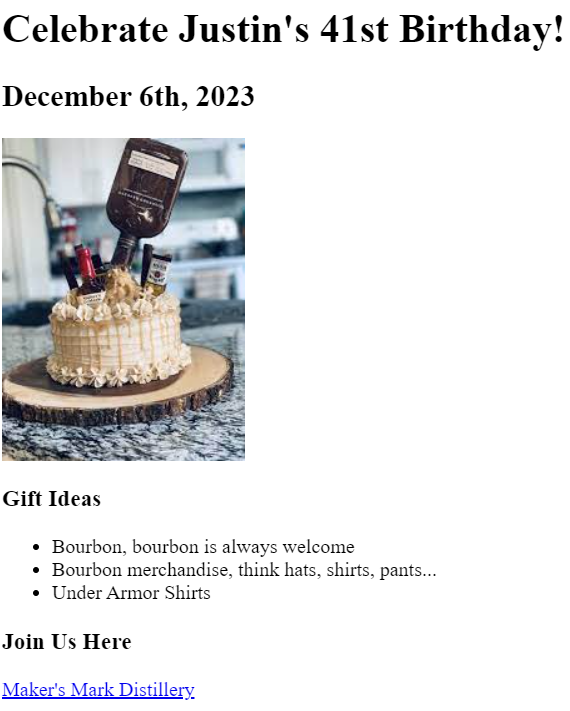 Celebrate Justin's 41st Birthday!
December 6th, 2023
Gift Ideas
Bourbon, bourbon is always welcome
Bourbon merchandise, think hats, shirts, pants...
Under Armor Shirts
Join Us Here
Maker's Mark Distillery